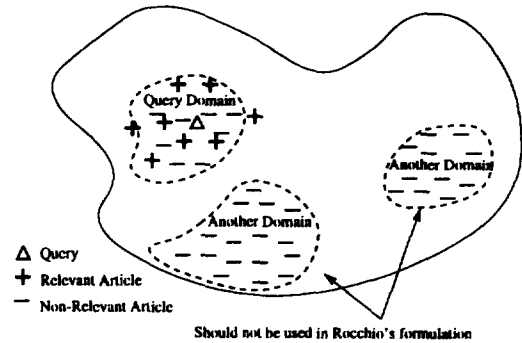 Query Domain
Another Domain
Another Domain
Query
Relevant Article
Non-Relevant Article
Should not be used in Rocchio's formulation